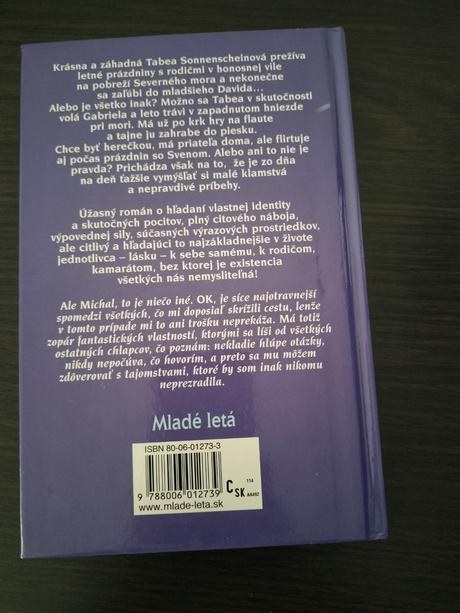 Krásna a záhadná Tabea Sonnenscheinová prežíva
letné prázdniny s rodičmi v honosnej vile
na pobreží Severného mora a nekonečne
sa zaľúbi do mladšieho Davida...
Alebo je všetko inak? Možno sa Tabea v skutočnosti
volá Gabriela a leto trávi v zapadnutom hniezde
pri mori. Má už po krk hry na flaute
a tajne ju zahrabe do piesku.
Chce byť herečkou, má priateľa doma, ale flirtuje
aj počas prázdnin so Svenom. Alebo ani to nie je
pravda? Prichádza však na to, že je zo dňa
na deň ťažšie vymýšľať si malé klamstvá
a nepravdivé príbehy.
Úžasný román o hľadaní vlastnej identity
a skutočných pocitov, plný citového náboja,
výpovednej sily, súčasných výrazových prostriedkov,
ale citlivý a hľadajúci to najzákladnejšie v živote
jednotlivca – lásku – k sebe samému, k rodičom,
kamarátom, bez ktorej je existencia
všetkých nás nemysliteľná!
Ale Michal, to je niečo iné. OK, je síce najotravnejší
spomedzi všetkých, čo mi doposiaľ skrížili cestu, lenže
v tomto prípade mi to ani trošku neprekáža. Má totiž
zopár fantastických vlastností, ktorými sa líši od všetkých
ostatných chlapcov, čo poznám: nekladie hlúpe otázky,
nikdy nepočúva, čo hovorím, a preto sa mu môžem
zdôverovať s tajomstvami, ktoré by som inak nikomu
neprezradila.
Mladé letá
ISBN 80-06-01273-3
9 788006 012739
C SK 114 AA492
www.mlade-leta.sk